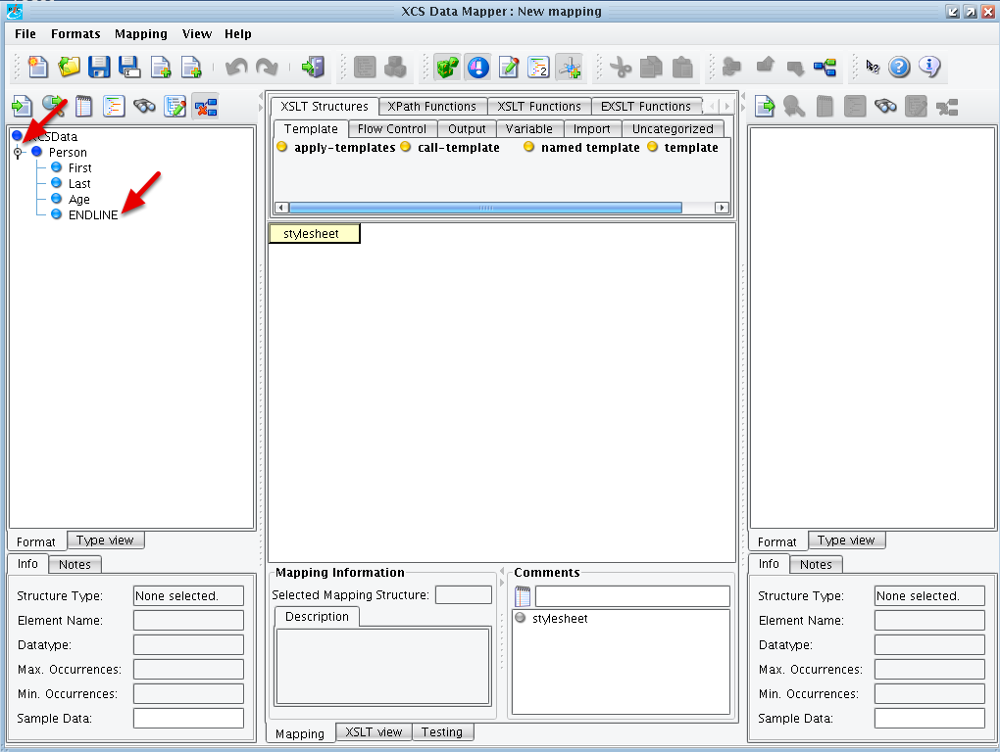 XCS Data Mapper : New mapping
File Formats Mapping View Help
XSLT Structures XPath Functions XSLT Functions EXSLT Functions
Template Flow Control Output Variable Import Uncategorized
apply-templates call-template named template template
XCSData
Person
First
Last
Age
ENDLINE
stylesheet
Format Type view
Info Notes
Structure Type: None selected.
Element Name:
Datatype:
Max. Occurrences:
Min. Occurrences:
Sample Data:
Mapping Information
Selected Mapping Structure:
Description
Comments
stylesheet
Mapping XSLT view Testing
Format Type view
Info Notes
Structure Type: None selected.
Element Name:
Datatype:
Max. Occurrences:
Min. Occurrences:
Sample Data: